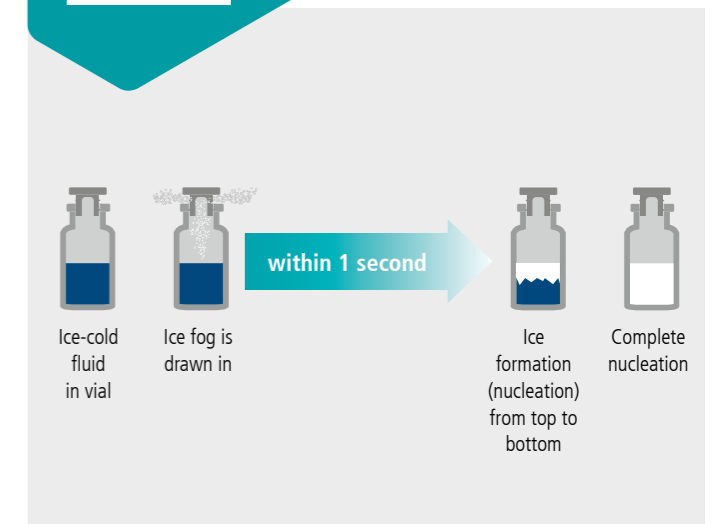 within 1 second
Ice-cold
fluid
in vial
Ice fog is
drawn in
Ice
formation
(nucleation)
from top to
bottom
Complete
nucleation